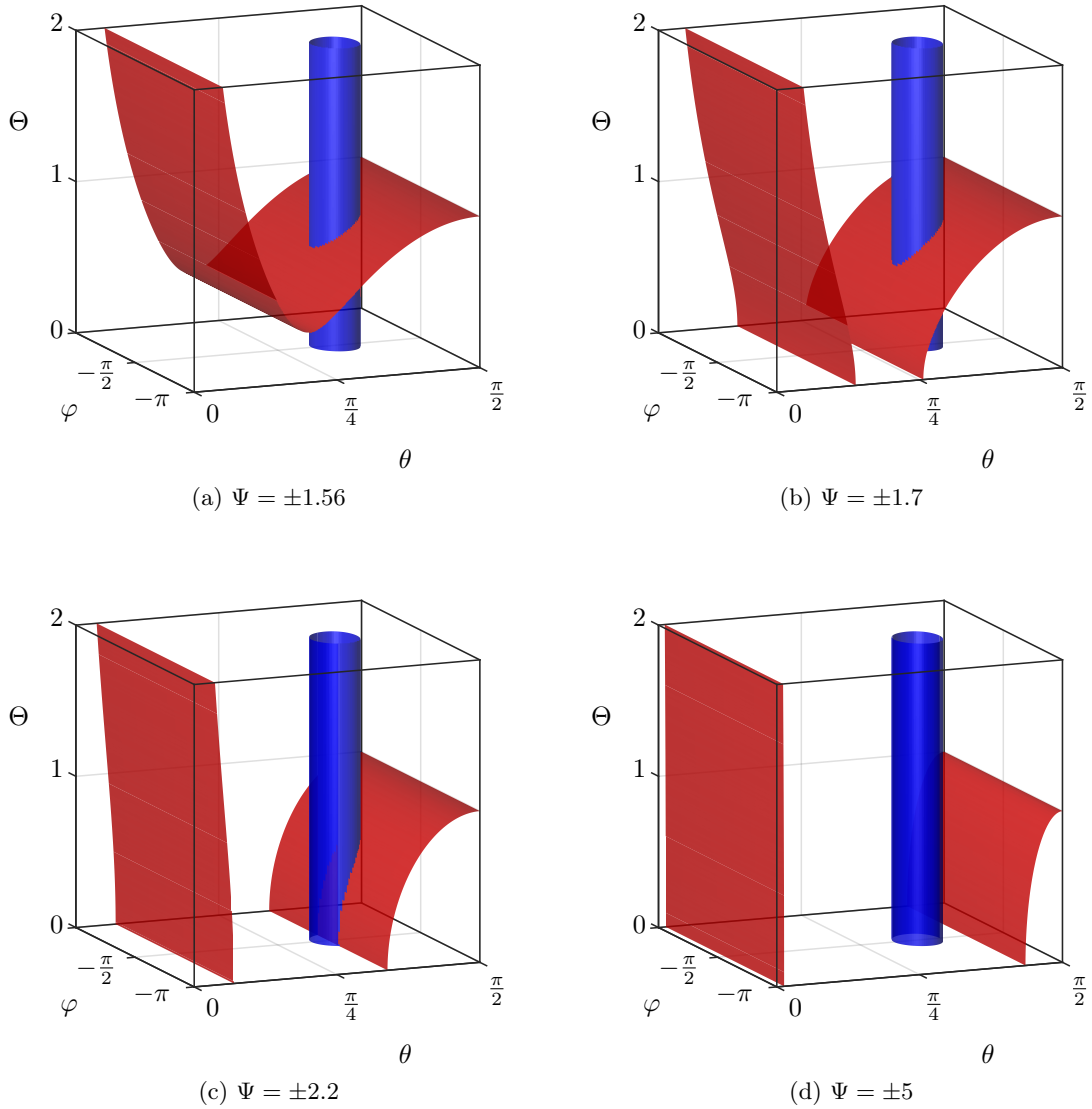 2
Θ
1
0
−π/2
−π
φ
0
π/4
π/2
θ
(a) Ψ = ±1.56
2
Θ
1
0
−π/2
−π
φ
0
π/4
π/2
θ
(b) Ψ = ±1.7
2
Θ
1
0
−π/2
−π
φ
0
π/4
π/2
θ
(c) Ψ = ±2.2
2
Θ
1
0
−π/2
−π
φ
0
π/4
π/2
θ
(d) Ψ = ±5